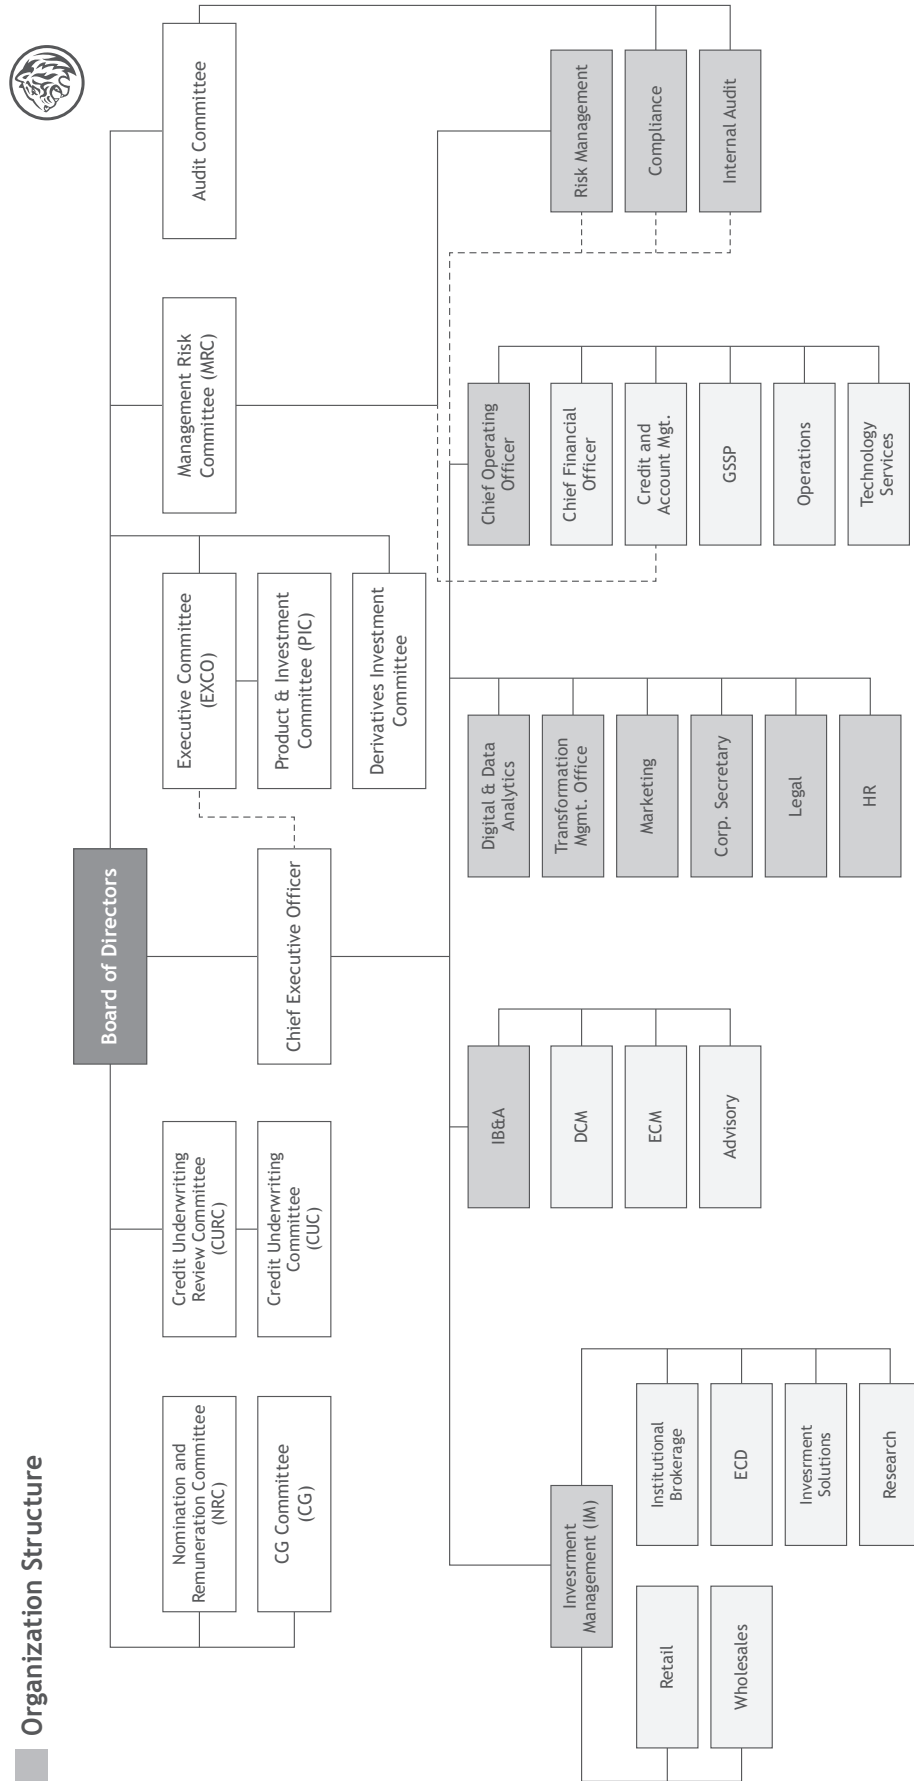 Organization Structure
Board of Directors
Nomination and
Remuneration Committee
(NRC)
CG Committee
(CG)
Credit Underwriting
Review Committee
(CURC)
Credit Underwriting
Committee
(CUC)
Chief Executive Officer
Executive Committee
(EXCO)
Product & Investment
Committee (PIC)
Derivatives Investment
Committee
Management Risk
Committee (MRC)
Audit Committee
Invesrment
Management (IM)
Retail
Wholesales
Institutional
Brokerage
ECD
Invesrment
Solutions
Research
IB&A
DCM
ECM
Advisory
Digital & Data
Analytics
Transformation
Mgmt. Office
Marketing
Corp. Secretary
Legal
HR
Chief Operating
Officer
Chief Financial
Officer
Credit and
Account Mgt.
GSSP
Operations
Technology
Services
Risk Management
Compliance
Internal Audit